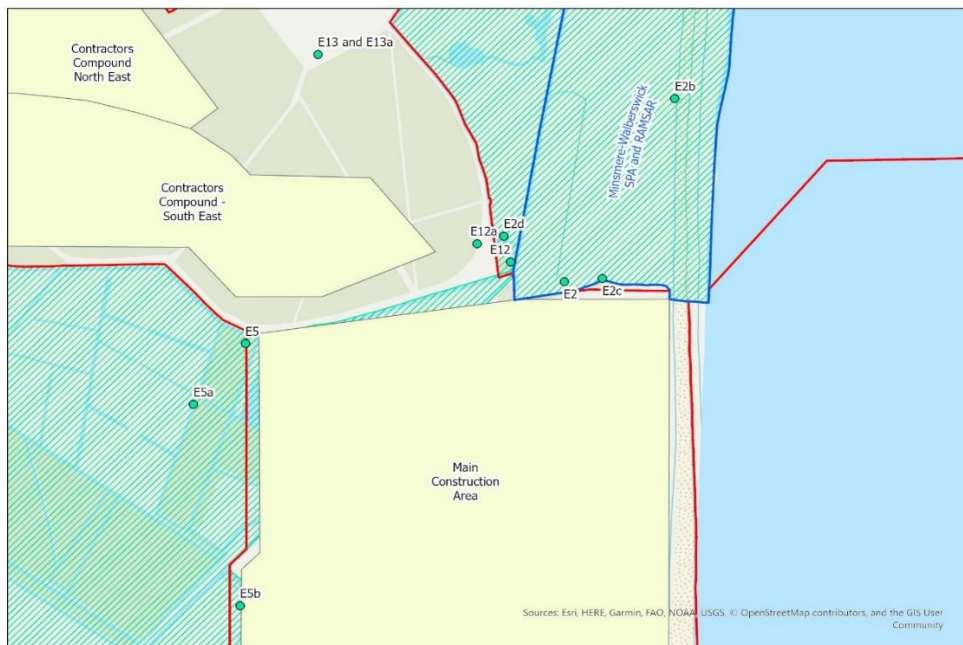 E13 and E13a
Contractors
Compound
North East
E2b
Minsmere-Walberswick
SPA and RAMSAR
Contractors
Compound -
South East
E2d
E12a
E12
E2
E2c
E5
E5a
Main
Construction
Area
E5b
Sources: Esri, HERE, Garmin, FAO, NOAA, USGS, © OpenStreetMap contributors, and the GIS User
Community